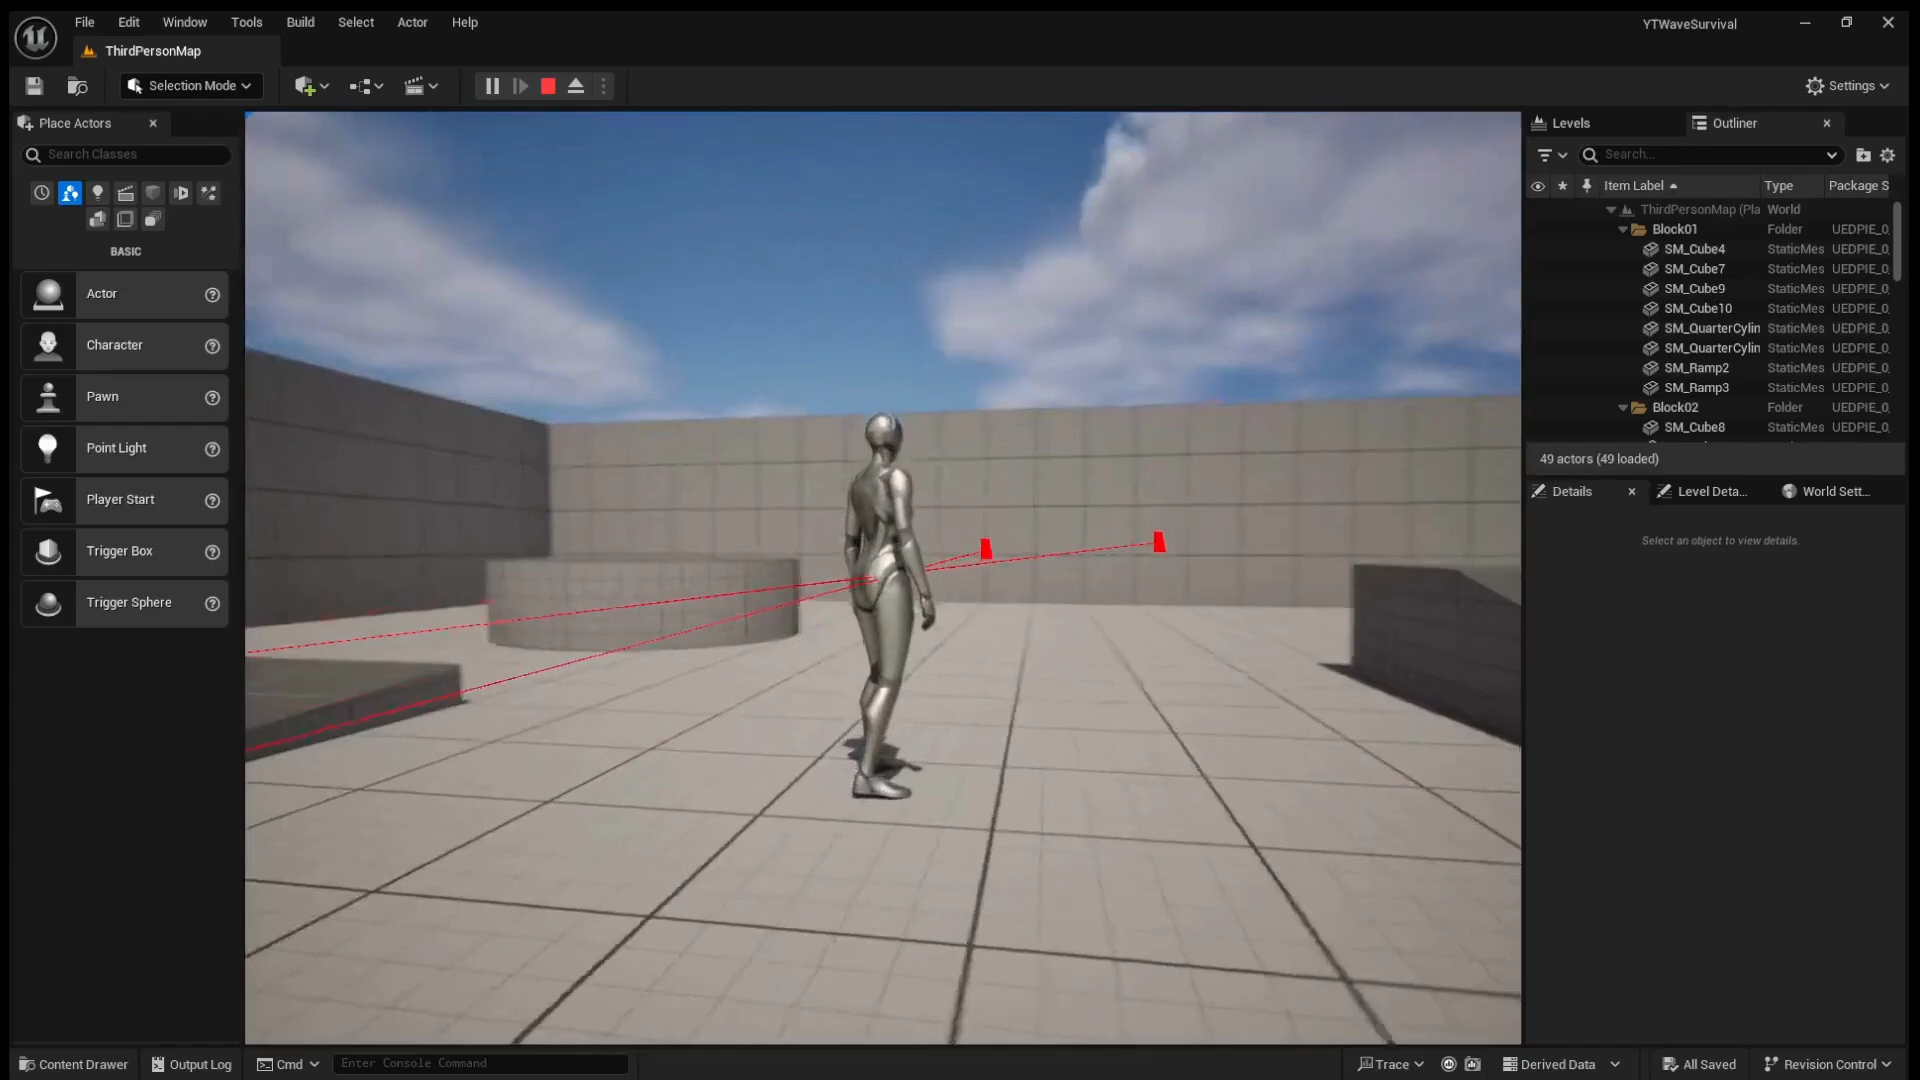 File Edit Window Tools Build Select Actor Help
YTWaveSurvival
ThirdPersonMap
Selection Mode
Settings
Place Actors
Search Classes
BASIC
Actor
Character
Pawn
Point Light
Player Start
Trigger Box
Trigger Sphere
Levels
Outliner
Search...
Item Label Type Package S
ThirdPersonMap (Pla World
Block01 Folder UEDPIE_0
SM_Cube4 StaticMes UEDPIE_0
SM_Cube7 StaticMes UEDPIE_0
SM_Cube9 StaticMes UEDPIE_0
SM_Cube10 StaticMes UEDPIE_0
SM_QuarterCylin StaticMes UEDPIE_0
SM_QuarterCylin StaticMes UEDPIE_0
SM_Ramp2 StaticMes UEDPIE_0
SM_Ramp3 StaticMes UEDPIE_0
Block02 Folder UEDPIE_0
SM_Cube8 StaticMes UEDPIE_0
49 actors (49 loaded)
Details
Level Deta...
World Sett...
Select an object to view details.
Content Drawer
Output Log
Cmd
Enter Console Command
Trace
Derived Data
All Saved
Revision Control